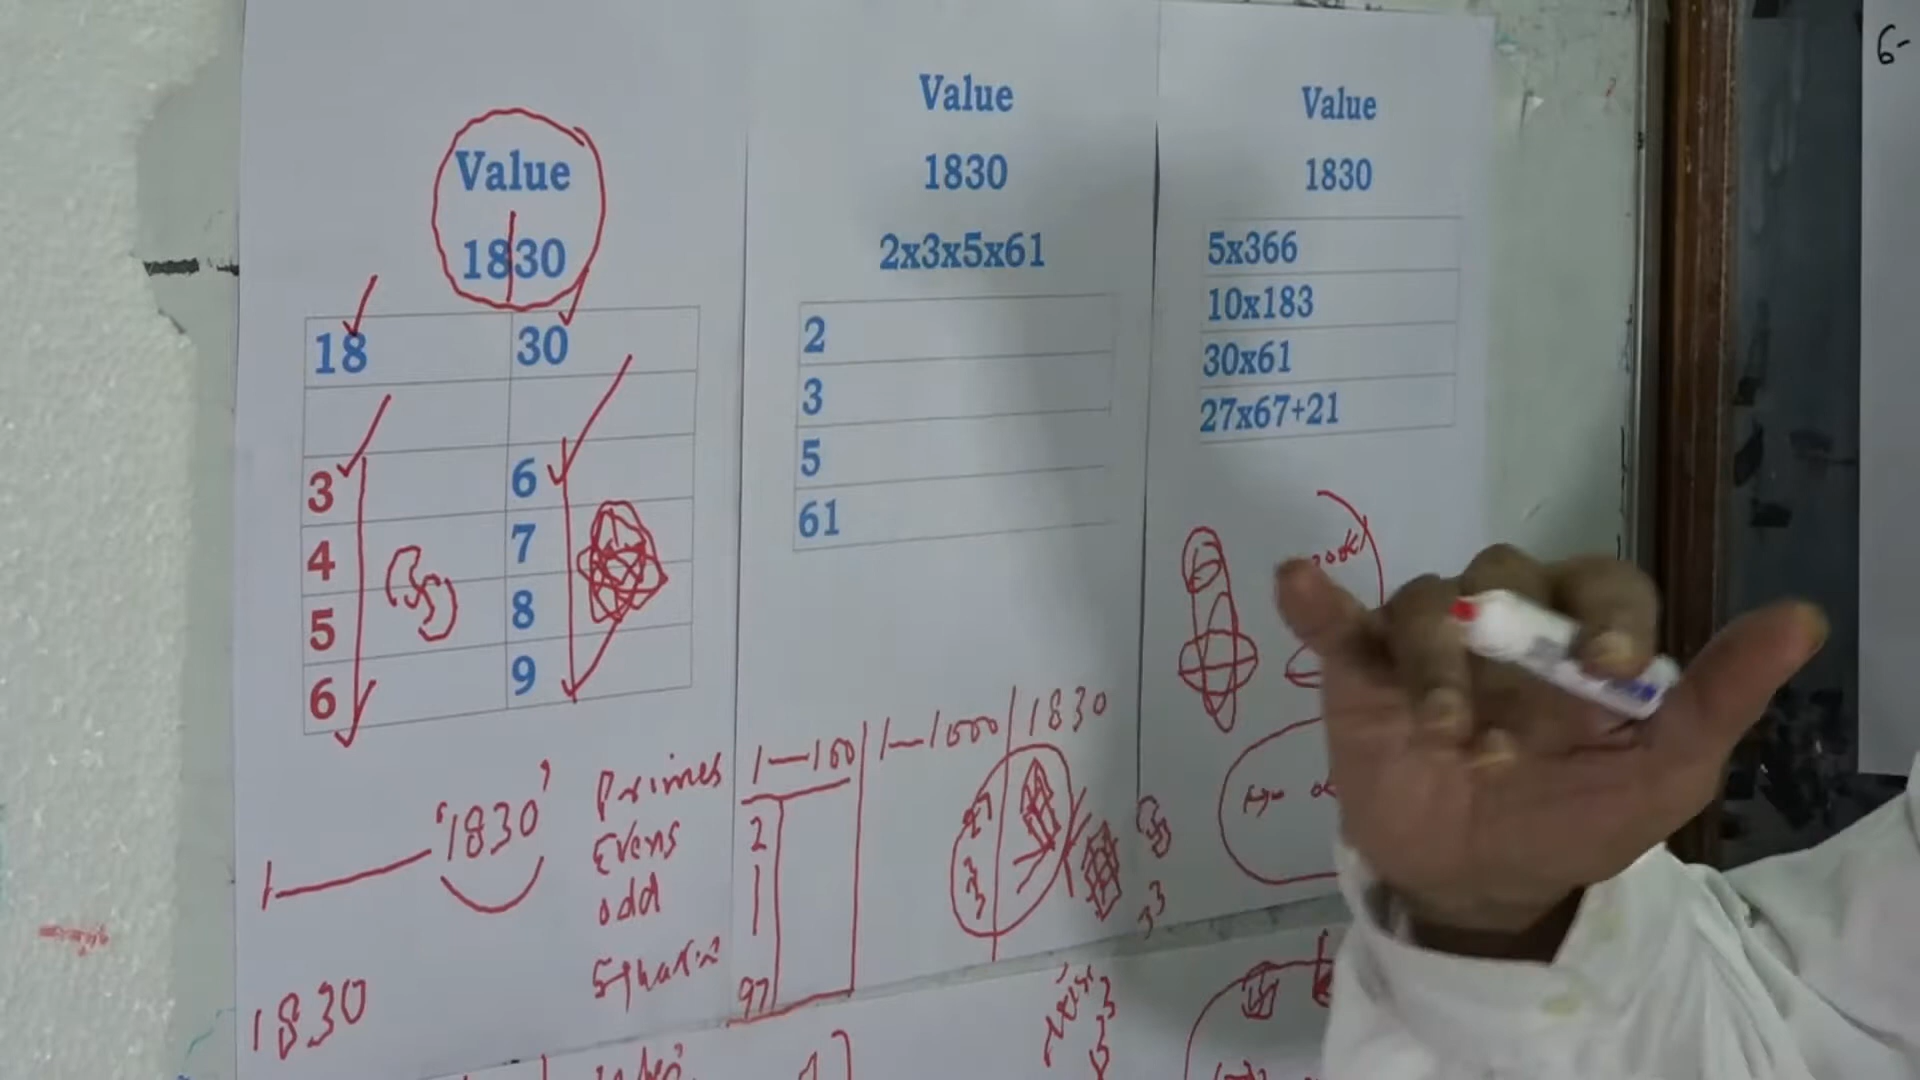 Value
1830
18 30
3 6
4 7
5 8
6 9
Value
1830
2x3x5x61
2
3
5
61
Value
1830
5x366
10x183
30x61
27x67+21
6-
1—'1830'
Primes
Evens
odd
1—100
1—1000
1830
2
1
97
1830